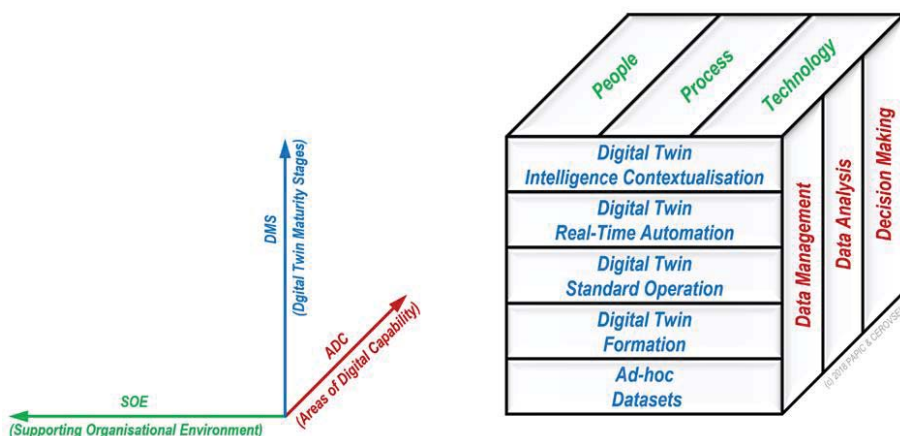 DMS
(Dgital Twin Maturity Stages)
ADC
(Areas of Digital Capability)
SOE
(Supporting Organisational Environment)
People
Process
Technology
Digital Twin
Intelligence Contextualisation
Digital Twin
Real-Time Automation
Digital Twin
Standard Operation
Digital Twin
Formation
Ad-hoc
Datasets
Data Management
Data Analysis
Decision Making
(c) 2018 PAPIC &